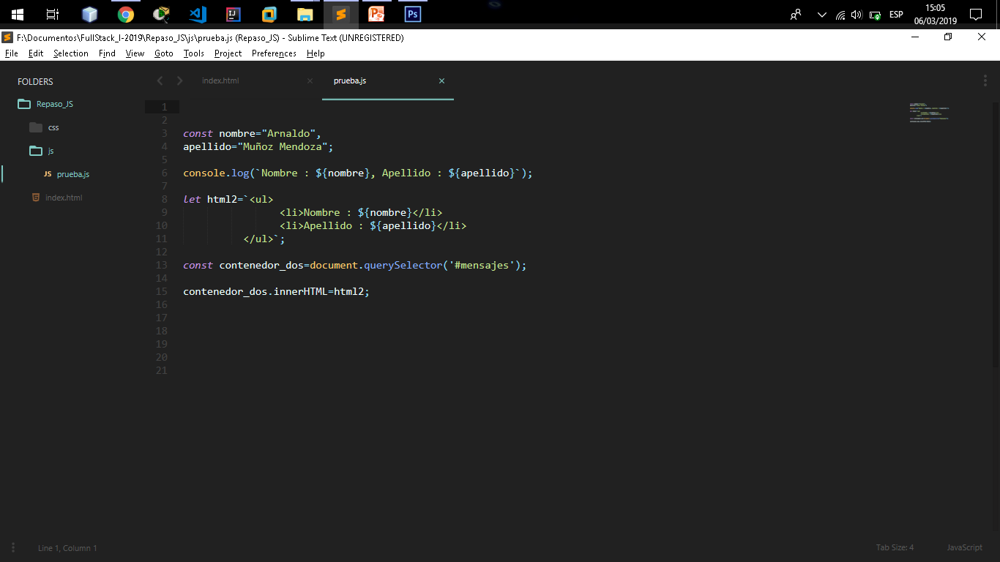 Ps
ESP
15:05
06/03/2019
F:\Documentos\FullStack_I-2019\Repaso_JS\js\prueba.js (Repaso_JS) - Sublime Text (UNREGISTERED)
File Edit Selection Find View Goto Tools Project Preferences Help
FOLDERS
Repaso_JS
css
js
JS prueba.js
index.html
index.html
prueba.js
1
2
3 const nombre="Arnaldo",
4 apellido="Muñoz Mendoza";
5
6 console.log(`Nombre : ${nombre}, Apellido : ${apellido}`);
7
8 let html2=`<ul>
9 <li>Nombre : ${nombre}</li>
10 <li>Apellido : ${apellido}</li>
11 </ul>`;
12
13 const contenedor_dos=document.querySelector('#mensajes');
14
15 contenedor_dos.innerHTML=html2;
16
17
18
19
20
21
Line 1, Column 1
Tab Size: 4
JavaScript